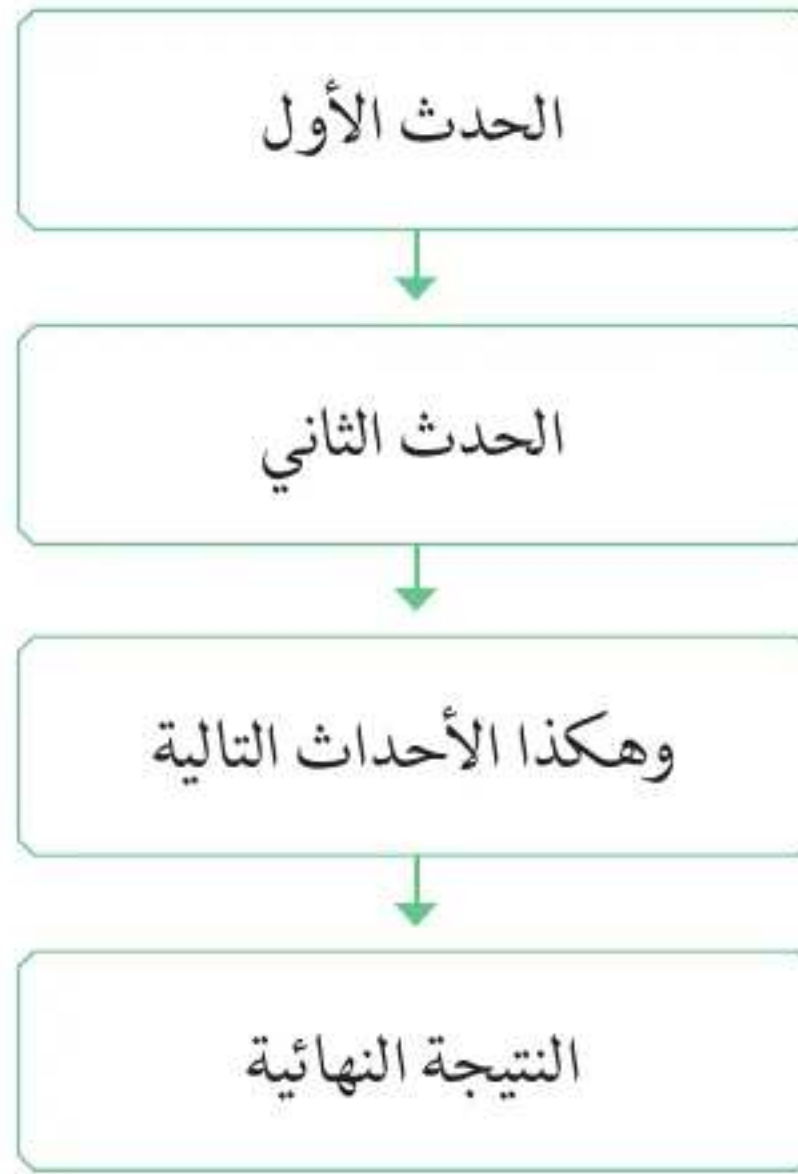 الحدث الأول
الحدث الثاني
وهكذا الأحداث التالية
النتيجة النهائية